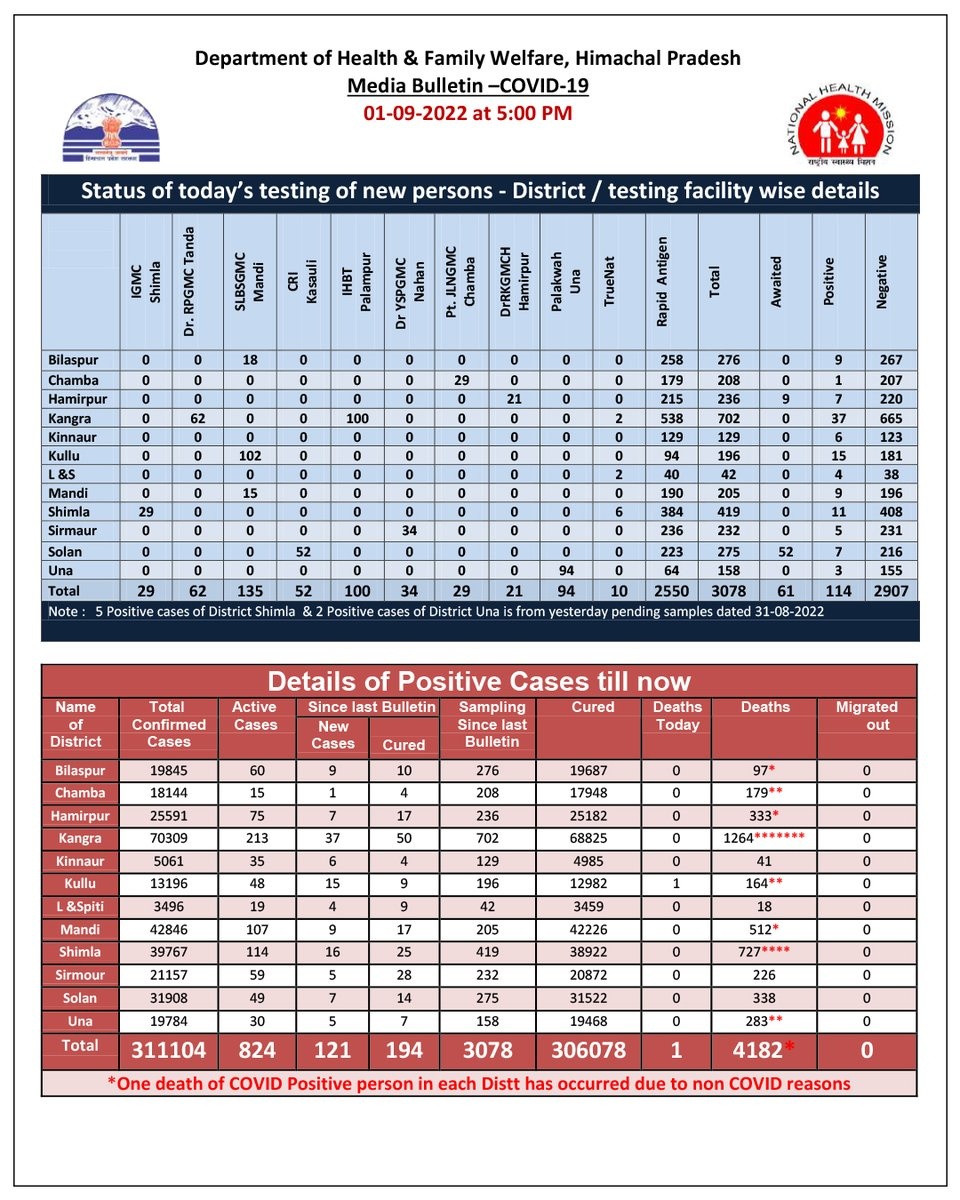 Department of Health & Family Welfare, Himachal Pradesh
Media Bulletin –COVID-19
01-09-2022 at 5:00 PM
NATIONAL HEALTH MISSION
राष्ट्रीय स्वास्थ्य मिशन
Status of today's testing of new persons - District / testing facility wise details
IGMC Shimla Dr. RPGMC Tanda SLBSGMC Mandi CRI Kasauli IHBT Palampur Dr YSPGMC Nahan Pt. JLNGMC Chamba DrRKGMCH Hamirpur Palakwah Una TrueNat Rapid Antigen Total Awaited Positive Negative
Bilaspur 0 0 18 0 0 0 0 0 0 0 258 276 0 9 267
Chamba 0 0 0 0 0 0 29 0 0 0 179 208 0 1 207
Hamirpur 0 0 0 0 0 0 0 21 0 0 215 236 9 7 220
Kangra 0 62 0 0 100 0 0 0 0 2 538 702 0 37 665
Kinnaur 0 0 0 0 0 0 0 0 0 0 129 129 0 6 123
Kullu 0 0 102 0 0 0 0 0 0 0 94 196 0 15 181
L &S 0 0 0 0 0 0 0 0 0 2 40 42 0 4 38
Mandi 0 0 15 0 0 0 0 0 0 0 190 205 0 9 196
Shimla 29 0 0 0 0 0 0 0 0 6 384 419 0 11 408
Sirmaur 0 0 0 0 0 34 0 0 0 0 236 232 0 5 231
Solan 0 0 0 52 0 0 0 0 0 0 223 275 52 7 216
Una 0 0 0 0 0 0 0 0 94 0 64 158 0 3 155
Total 29 62 135 52 100 34 29 21 94 10 2550 3078 61 114 2907
Note : 5 Positive cases of District Shimla & 2 Positive cases of District Una is from yesterday pending samples dated 31-08-2022
Details of Positive Cases till now
Name of District Total Confirmed Cases Active Cases Since last Bulletin New Cases Cured Sampling Since last Bulletin Cured Deaths Today Deaths Migrated out
Bilaspur 19845 60 9 10 276 19687 0 97* 0
Chamba 18144 15 1 4 208 17948 0 179** 0
Hamirpur 25591 75 7 17 236 25182 0 333* 0
Kangra 70309 213 37 50 702 68825 0 1264******* 0
Kinnaur 5061 35 6 4 129 4985 0 41 0
Kullu 13196 48 15 9 196 12982 1 164** 0
L &Spiti 3496 19 4 9 42 3459 0 18 0
Mandi 42846 107 9 17 205 42226 0 512* 0
Shimla 39767 114 16 25 419 38922 0 727**** 0
Sirmour 21157 59 5 28 232 20872 0 226 0
Solan 31908 49 7 14 275 31522 0 338 0
Una 19784 30 5 7 158 19468 0 283** 0
Total 311104 824 121 194 3078 306078 1 4182* 0
*One death of COVID Positive person in each Distt has occurred due to non COVID reasons